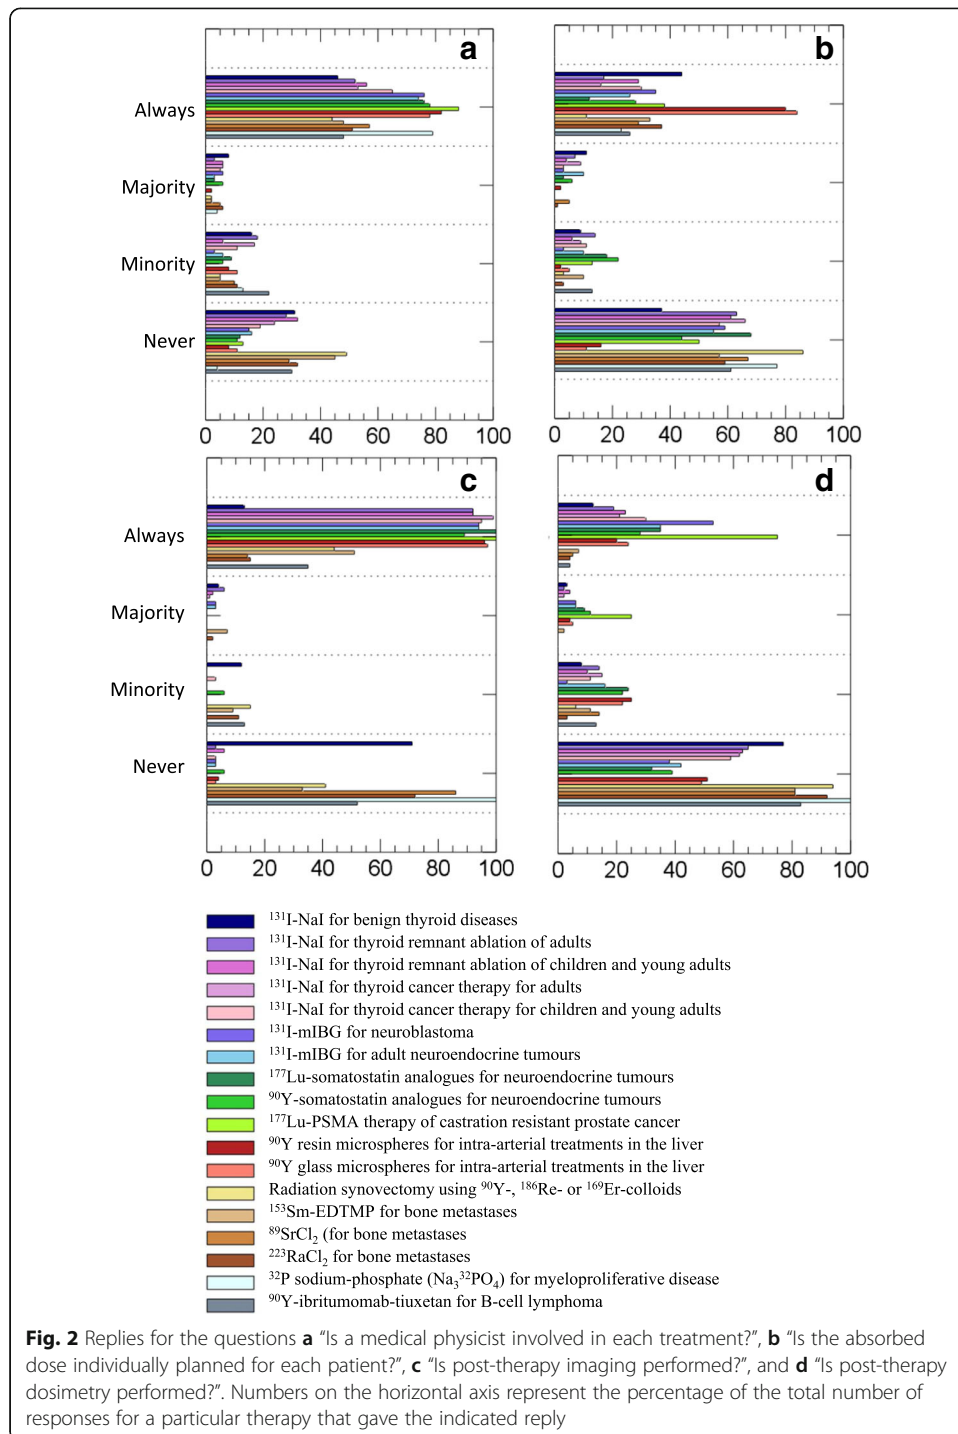 a
b
Always
Majority
Minority
Never
0 20 40 60 80 100
0 20 40 60 80 100
c
d
Always
Majority
Minority
Never
0 20 40 60 80 100
0 20 40 60 80 100
¹³¹I-NaI for benign thyroid diseases
¹³¹I-NaI for thyroid remnant ablation of adults
¹³¹I-NaI for thyroid remnant ablation of children and young adults
¹³¹I-NaI for thyroid cancer therapy for adults
¹³¹I-NaI for thyroid cancer therapy for children and young adults
¹³¹I-mIBG for neuroblastoma
¹³¹I-mIBG for adult neuroendocrine tumours
¹⁷⁷Lu-somatostatin analogues for neuroendocrine tumours
⁹⁰Y-somatostatin analogues for neuroendocrine tumours
¹⁷⁷Lu-PSMA therapy of castration resistant prostate cancer
⁹⁰Y resin microspheres for intra-arterial treatments in the liver
⁹⁰Y glass microspheres for intra-arterial treatments in the liver
Radiation synovectomy using ⁹⁰Y-, ¹⁸⁶Re- or ¹⁶⁹Er-colloids
¹⁵³Sm-EDTMP for bone metastases
⁸⁹SrCl₂ (for bone metastases
²²³RaCl₂ for bone metastases
³²P sodium-phosphate (Na₃³²PO₄) for myeloproliferative disease
⁹⁰Y-ibritumomab-tiuxetan for B-cell lymphoma
Fig. 2 Replies for the questions a “Is a medical physicist involved in each treatment?”, b “Is the absorbed
dose individually planned for each patient?”, c “Is post-therapy imaging performed?”, and d “Is post-therapy
dosimetry performed?”. Numbers on the horizontal axis represent the percentage of the total number of
responses for a particular therapy that gave the indicated reply